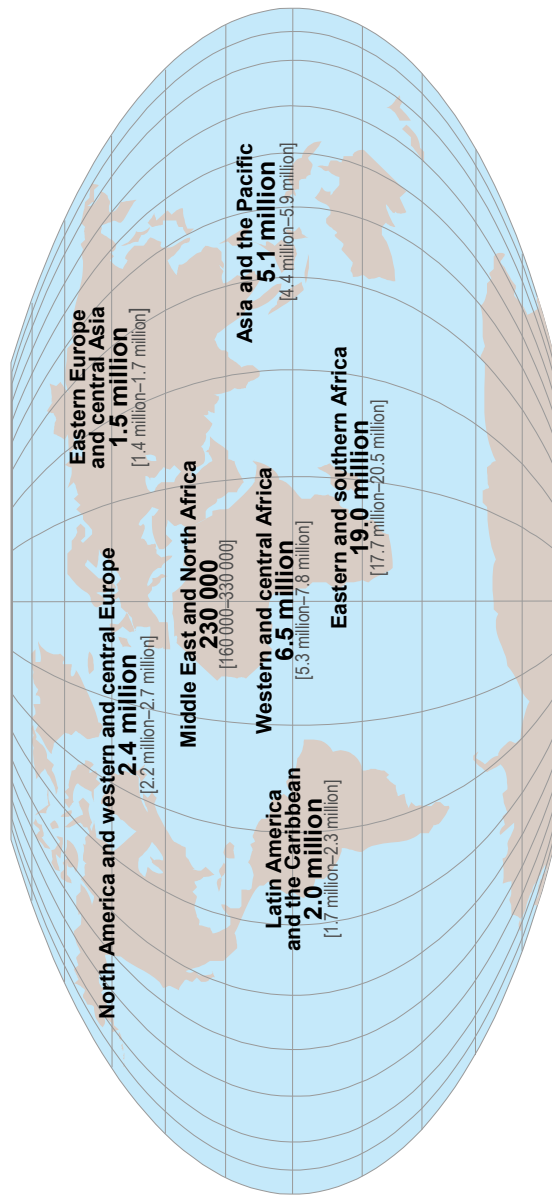 North America and western and central Europe
2.4 million
[2.2 million–2.7 million]
Eastern Europe
and central Asia
1.5 million
[1.4 million–1.7 million]
Middle East and North Africa
230 000
[160 000–330 000]
Asia and the Pacific
5.1 million
[4.4 million–5.9 million]
Western and central Africa
6.5 million
[5.3 million–7.8 million]
Latin America
and the Caribbean
2.0 million
[1.7 million–2.3 million]
Eastern and southern Africa
19.0 million
[17.7 million–20.5 million]